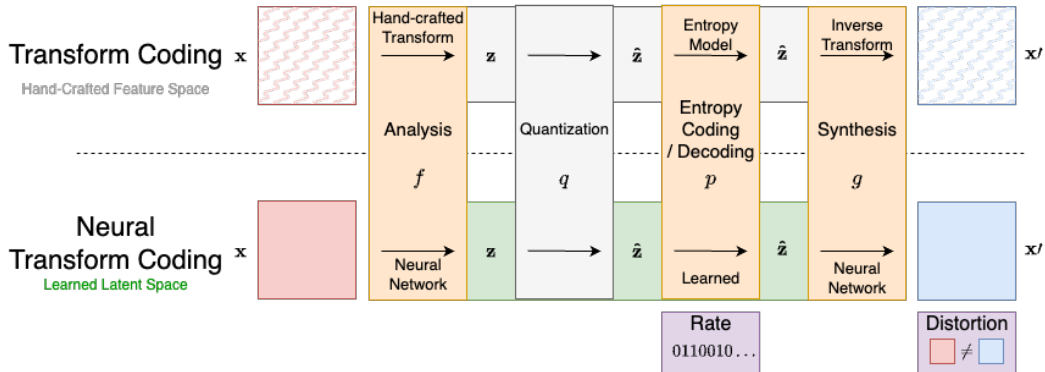 Transform Coding
Hand-Crafted Feature Space
x
Hand-crafted
Transform
z
ẑ
Entropy
Model
ẑ
Inverse
Transform
x′
Analysis
f
Quantization
q
Entropy
Coding
/ Decoding
p
Synthesis
g
Neural
Transform Coding
Learned Latent Space
x
Neural
Network
z
ẑ
Learned
ẑ
Neural
Network
x′
Rate
0110010...
Distortion
≠